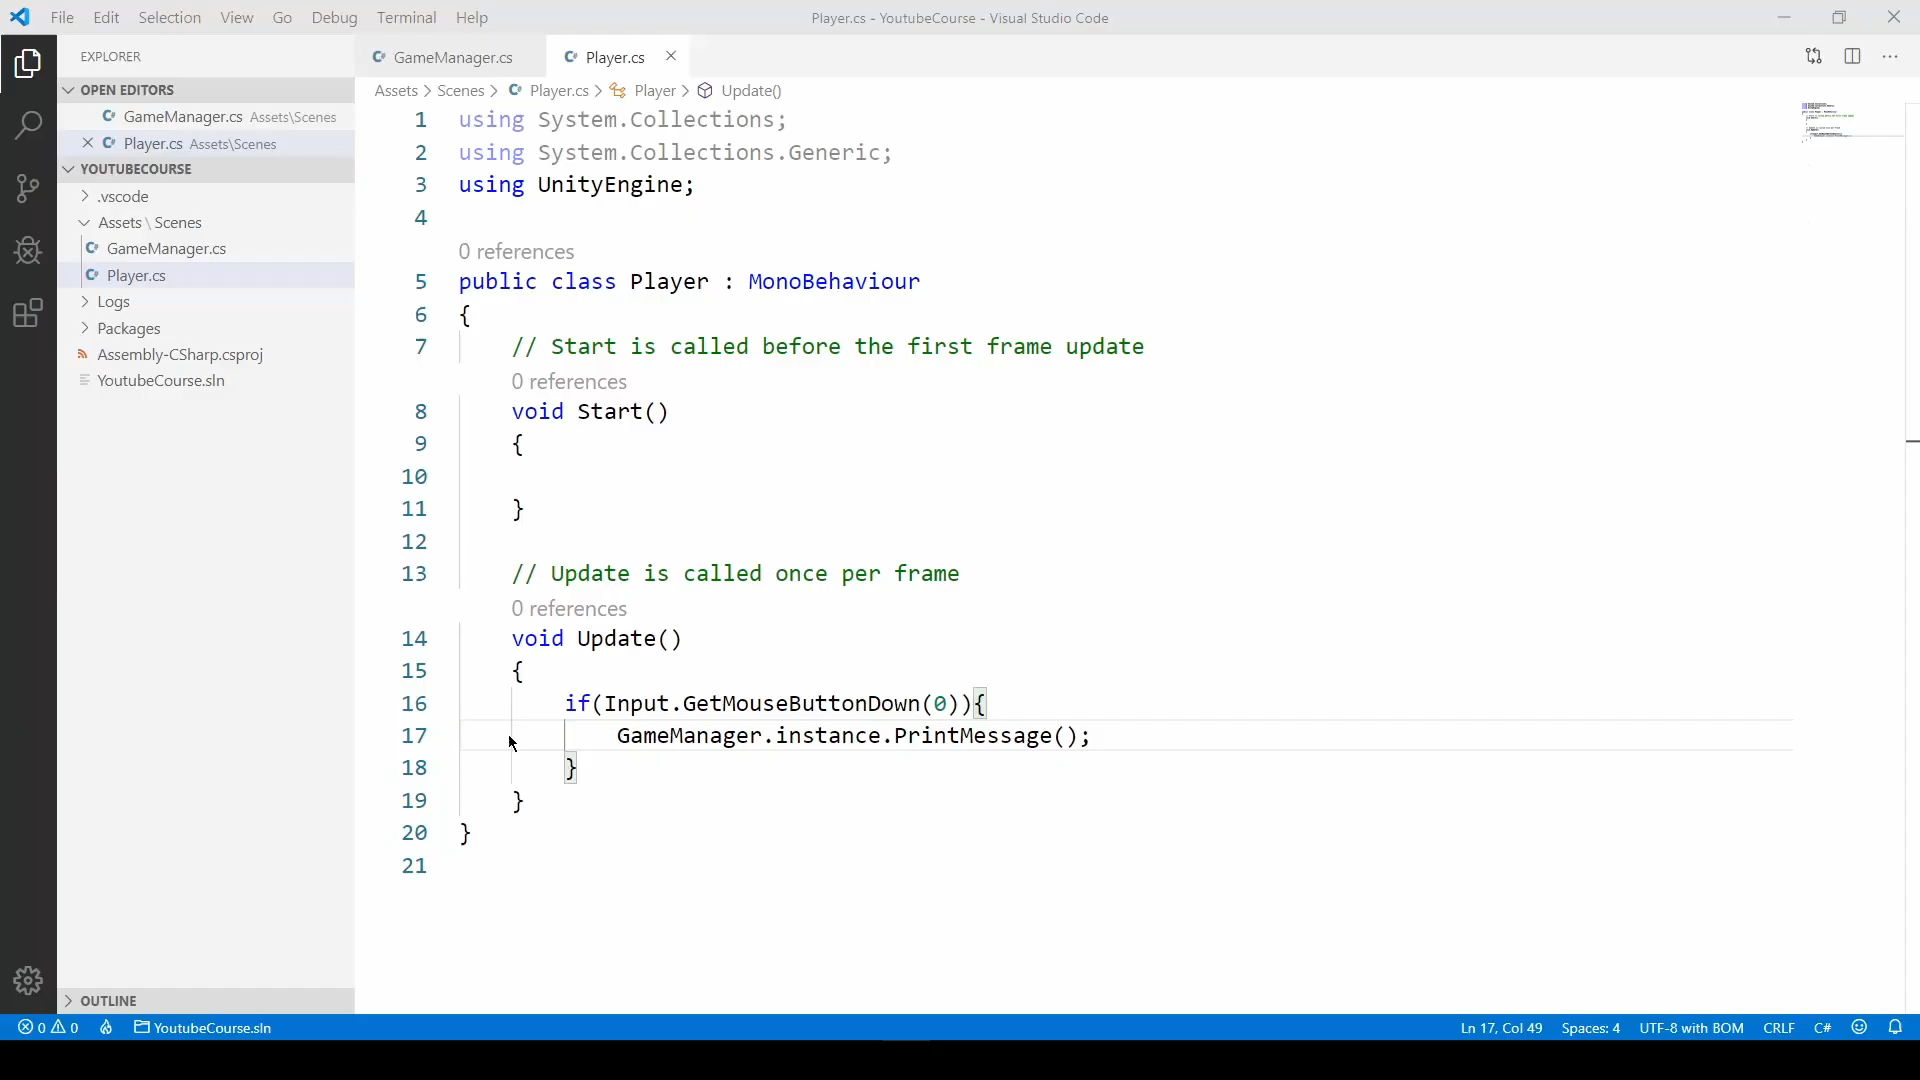 File Edit Selection View Go Debug Terminal Help
Player.cs - YoutubeCourse - Visual Studio Code
EXPLORER
OPEN EDITORS
GameManager.cs Assets\Scenes
Player.cs Assets\Scenes
YOUTUBECOURSE
.vscode
Assets \ Scenes
GameManager.cs
Player.cs
Logs
Packages
Assembly-CSharp.csproj
YoutubeCourse.sln
OUTLINE
GameManager.cs
Player.cs
Assets > Scenes > Player.cs > Player > Update()
1 using System.Collections;
2 using System.Collections.Generic;
3 using UnityEngine;
4
0 references
5 public class Player : MonoBehaviour
6 {
7 // Start is called before the first frame update
0 references
8 void Start()
9 {
10
11 }
12
13 // Update is called once per frame
0 references
14 void Update()
15 {
16 if(Input.GetMouseButtonDown(0)){
17 GameManager.instance.PrintMessage();
18 }
19 }
20 }
21
0 0 YoutubeCourse.sln
Ln 17, Col 49 Spaces: 4 UTF-8 with BOM CRLF C#